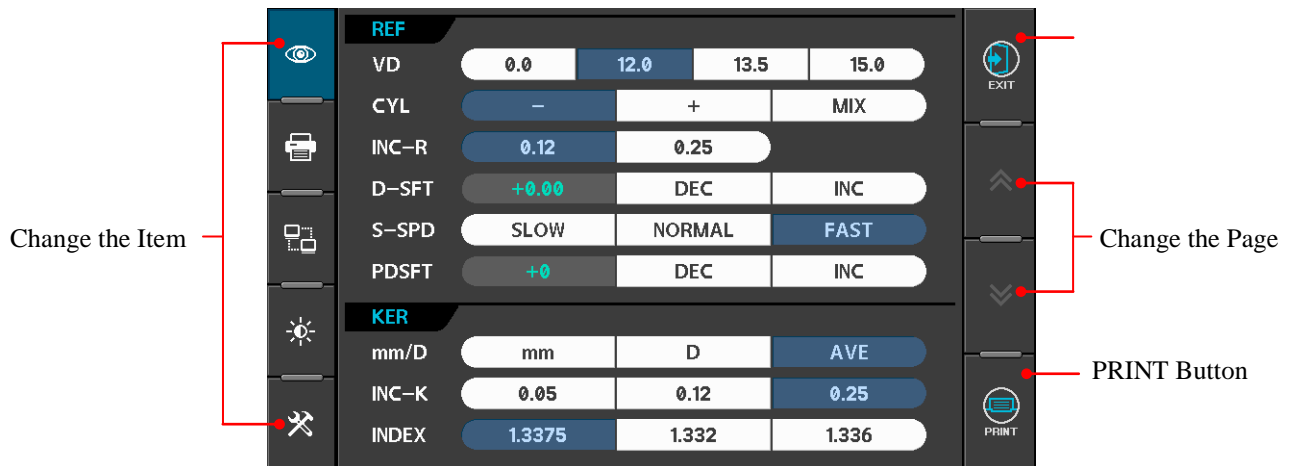 REF
VD 0.0 12.0 13.5 15.0
EXIT
CYL − + MIX
INC−R 0.12 0.25
D−SFT +0.00 DEC INC
Change the Item
S−SPD SLOW NORMAL FAST
Change the Page
PDSFT +0 DEC INC
KER
mm/D mm D AVE
PRINT Button
INC−K 0.05 0.12 0.25
INDEX 1.3375 1.332 1.336
PRINT